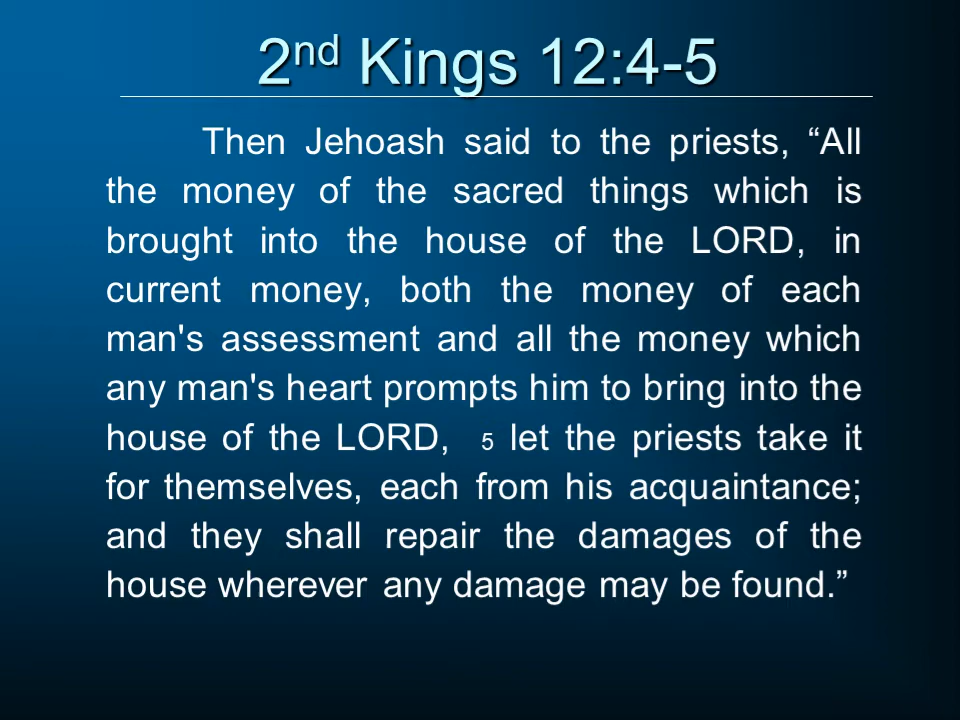 2nd Kings 12:4-5
Then Jehoash said to the priests, “All
the money of the sacred things which is
brought into the house of the LORD, in
current money, both the money of each
man's assessment and all the money which
any man's heart prompts him to bring into the
house of the LORD, 5 let the priests take it
for themselves, each from his acquaintance;
and they shall repair the damages of the
house wherever any damage may be found.”